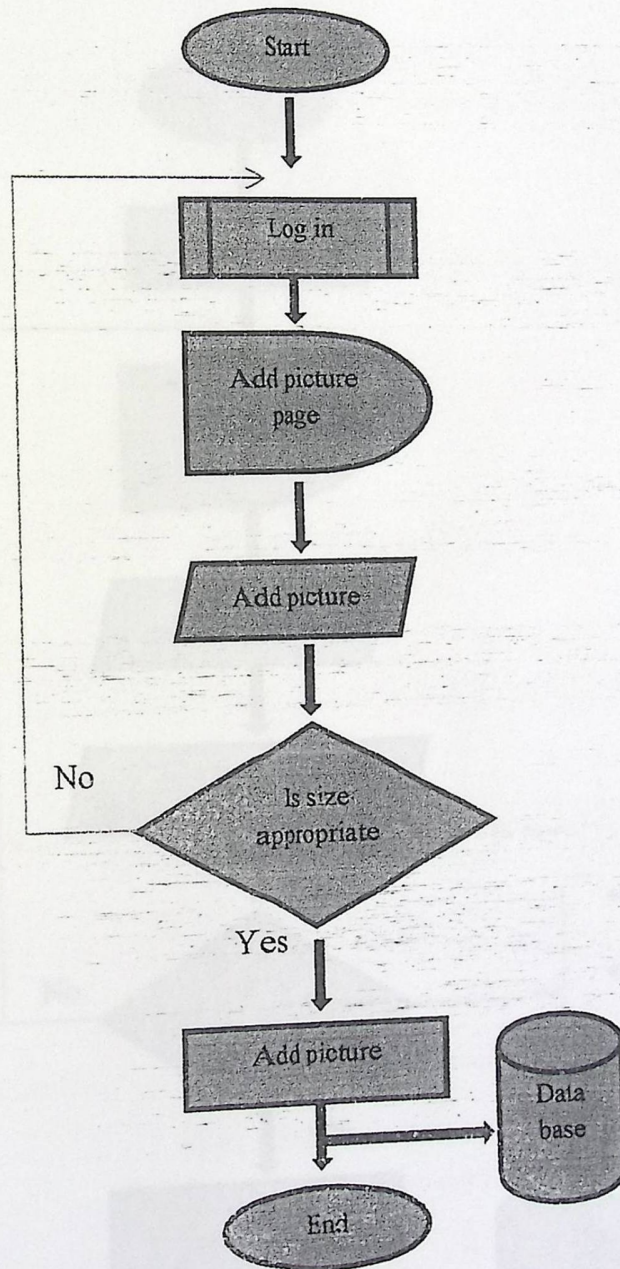 Start
Log in
Add picture
page
Add picture
Is size
appropriate
No
Yes
Add picture
Data
base
End